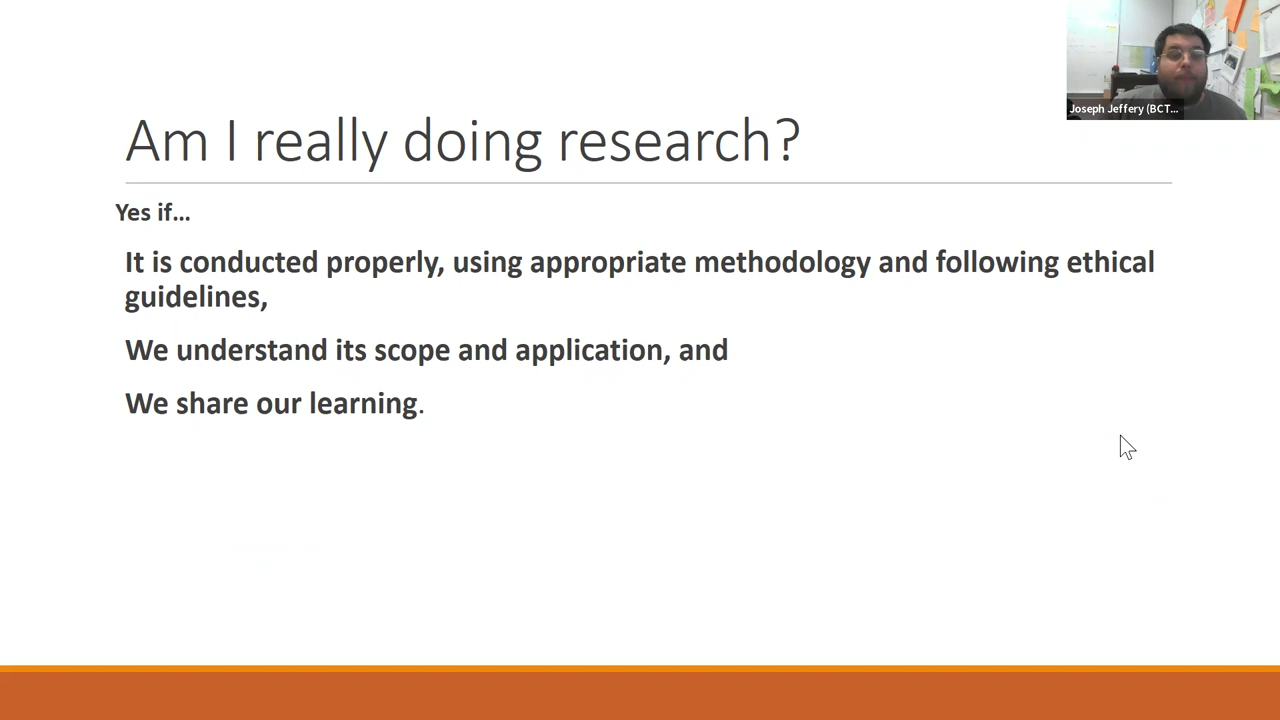 Joseph Jeffery (BCT...
Am I really doing research?
Yes if...
It is conducted properly, using appropriate methodology and following ethical
guidelines,
We understand its scope and application, and
We share our learning.